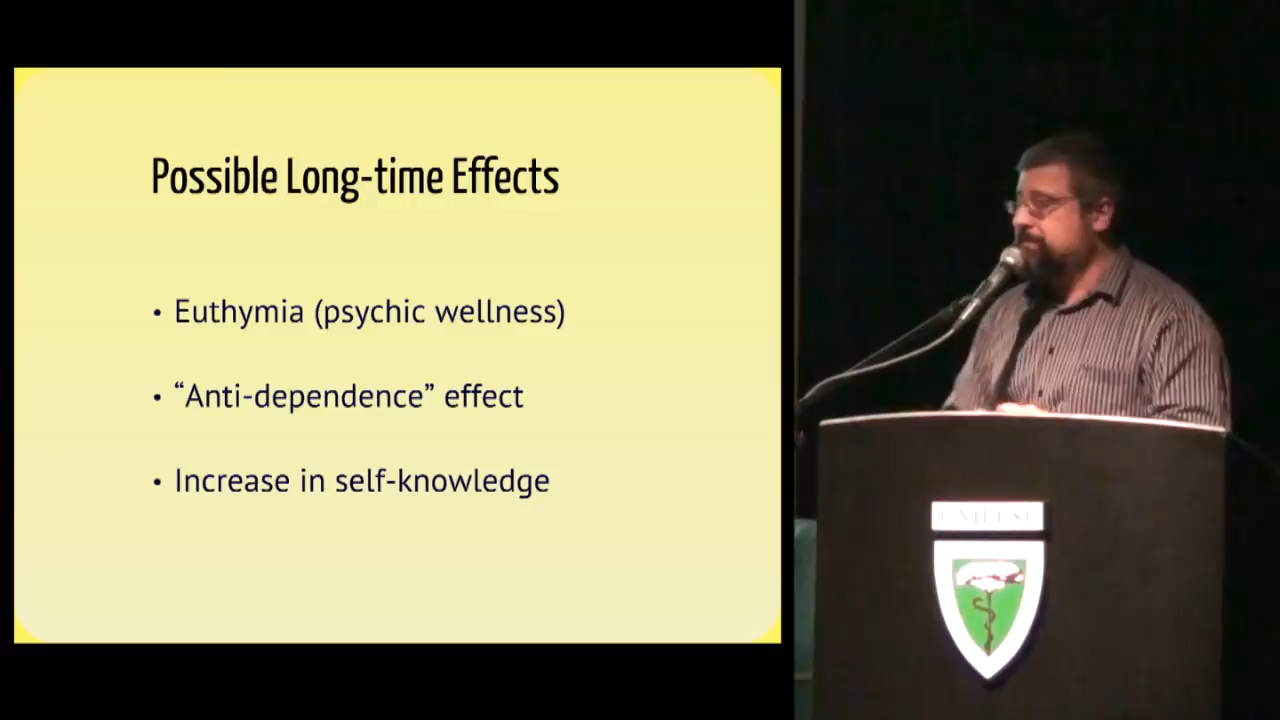 Possible Long-time Effects
• Euthymia (psychic wellness)
• “Anti-dependence” effect
• Increase in self-knowledge